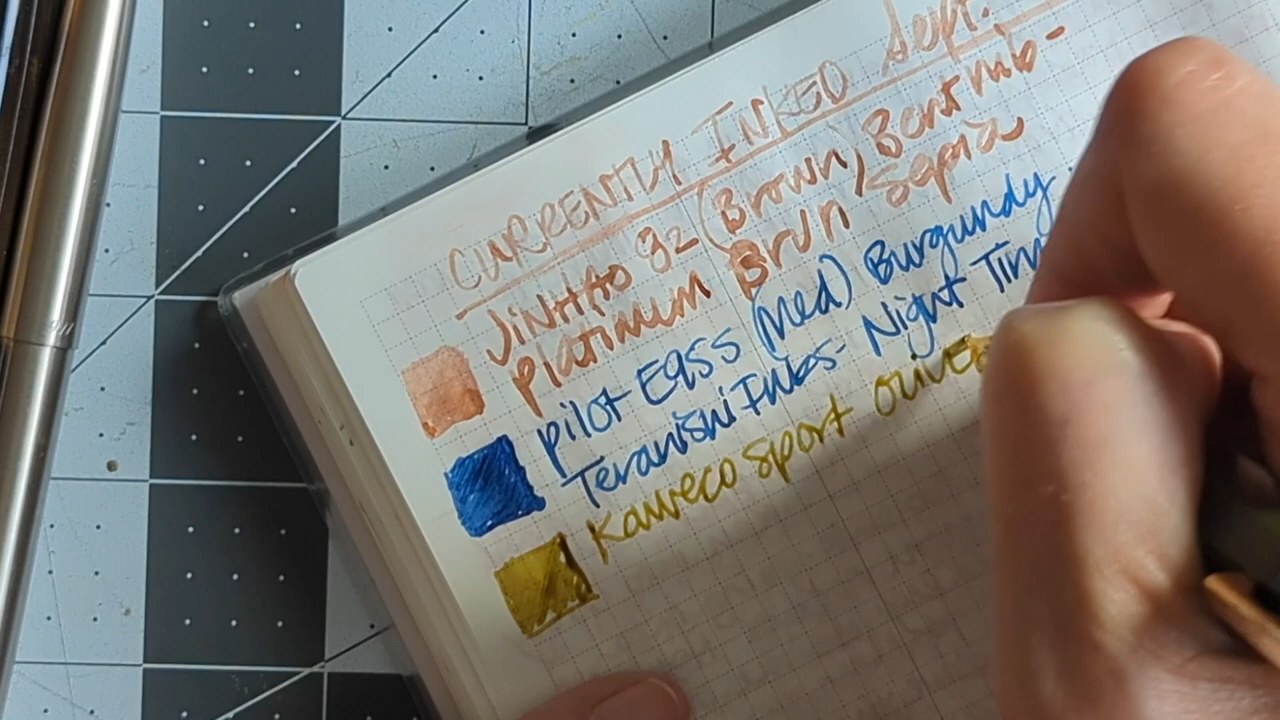 CURRENTLY INKED Sept.
JiNHAO 82 (Brown) Bent nib-
Platinum Brun Sepia
Pilot E95s (Med) Burgundy
Teranishi Inks- Night Tim
Kaweco Sport Olive